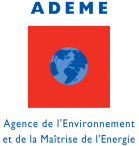 ADEME
Agence de l'Environnement
et de la Maîtrise de l'Energie